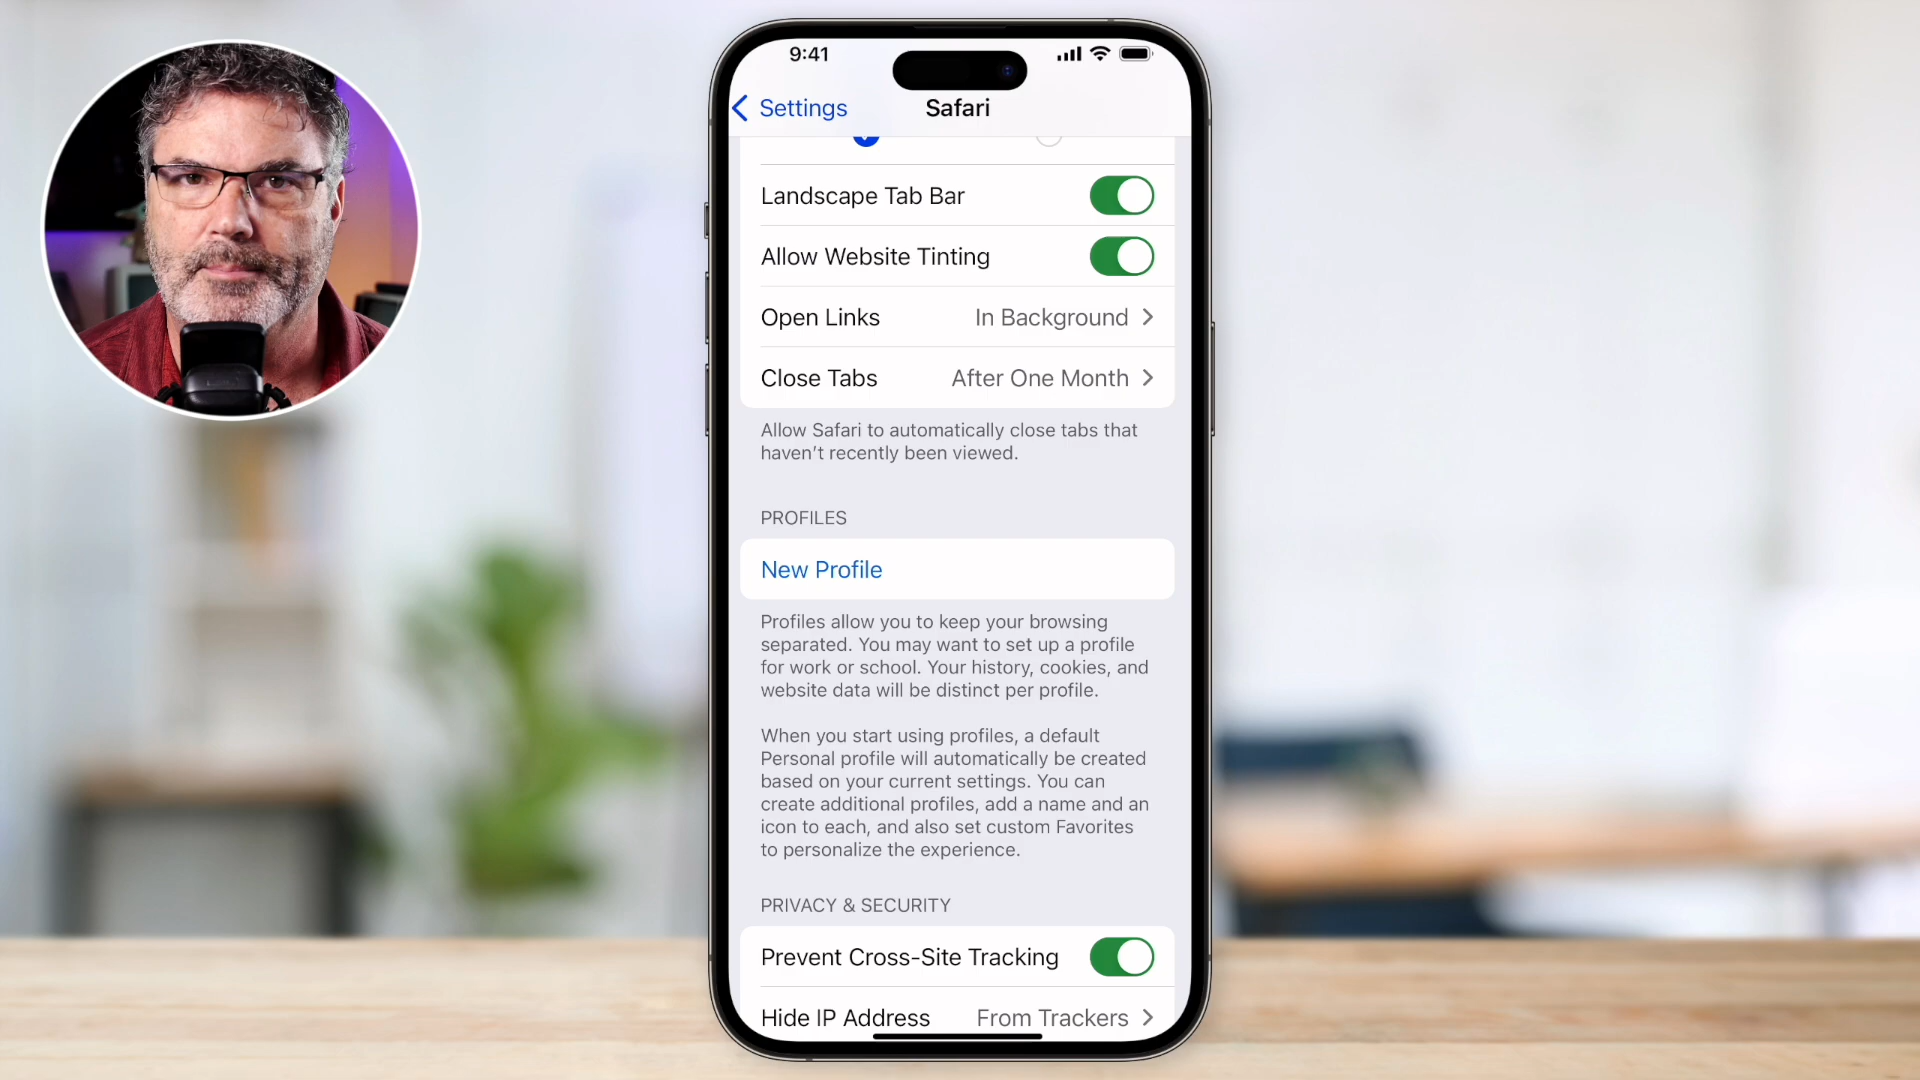 9:41
Settings
Safari
Landscape Tab Bar
Allow Website Tinting
Open Links In Background
Close Tabs After One Month
Allow Safari to automatically close tabs that
haven't recently been viewed.
PROFILES
New Profile
Profiles allow you to keep your browsing
separated. You may want to set up a profile
for work or school. Your history, cookies, and
website data will be distinct per profile.
When you start using profiles, a default
Personal profile will automatically be created
based on your current settings. You can
create additional profiles, add a name and an
icon to each, and also set custom Favorites
to personalize the experience.
PRIVACY & SECURITY
Prevent Cross-Site Tracking
Hide IP Address From Trackers